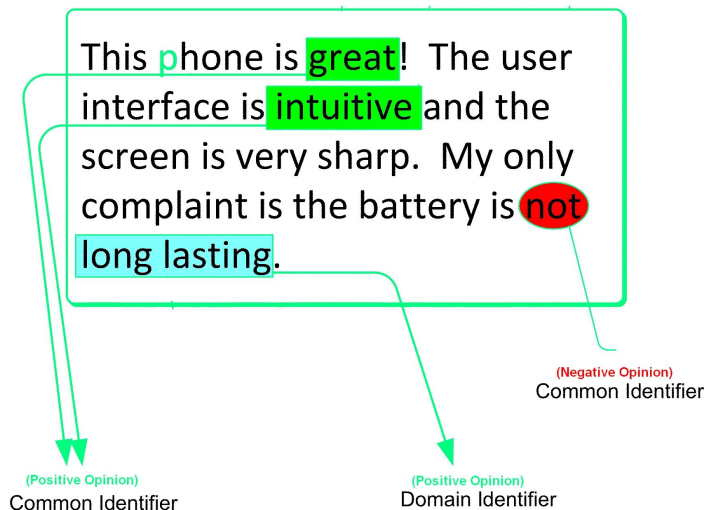 This phone is great!  The user
interface is intuitive and the
screen is very sharp.  My only
complaint is the battery is not
long lasting.
(Negative Opinion)
Common Identifier
(Positive Opinion)
Common Identifier
(Positive Opinion)
Domain Identifier